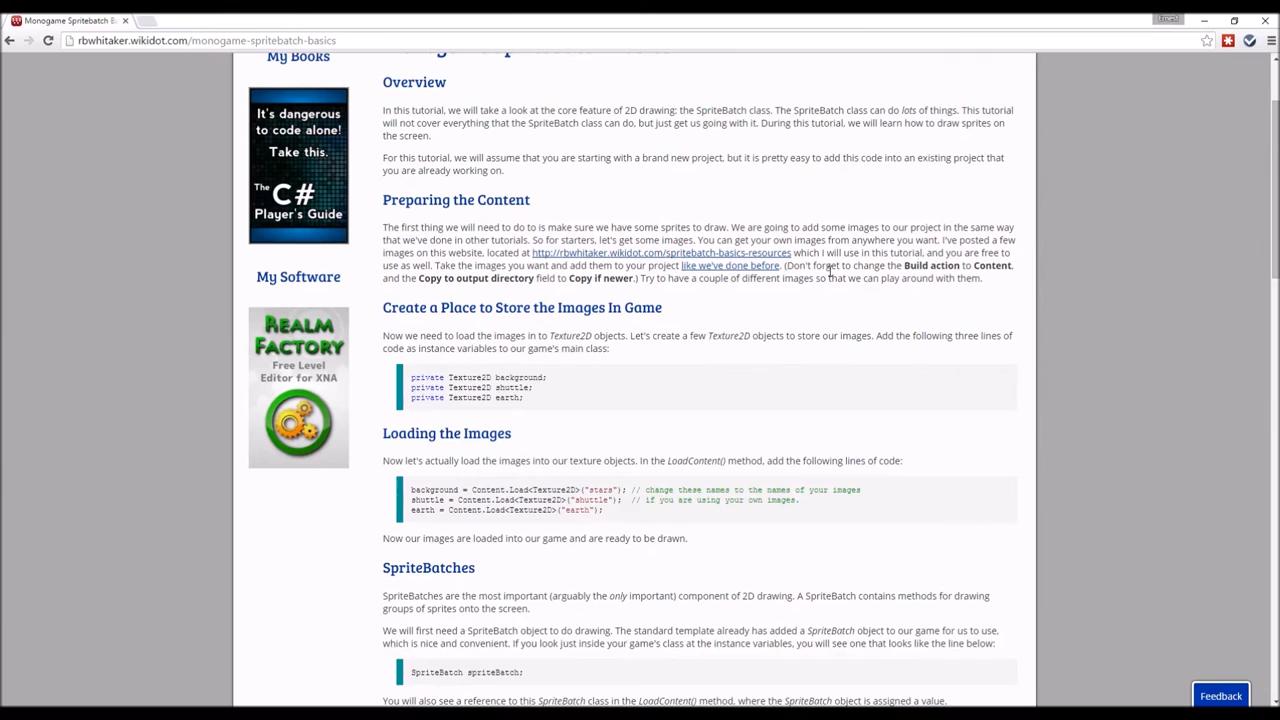 Monogame Spritebatch B
Ernest
rbwhitaker.wikidot.com/monogame-spritebatch-basics
My Books
It's dangerous
to code alone!
Take this.
The C#
Player's Guide
My Software
REALM
FACTORY
Free Level
Editor for XNA
Overview
In this tutorial, we will take a look at the core feature of 2D drawing: the SpriteBatch class. The SpriteBatch class can do lots of things. This tutorial
will not cover everything that the SpriteBatch class can do, but just get us going with it. During this tutorial, we will learn how to draw sprites on
the screen.
For this tutorial, we will assume that you are starting with a brand new project, but it is pretty easy to add this code into an existing project that
you are already working on.
Preparing the Content
The first thing we will need to do to is make sure we have some sprites to draw. We are going to add some images to our project in the same way
that we've done in other tutorials. So for starters, let's get some images. You can get your own images from anywhere you want. I've posted a few
images on this website, located at http://rbwhitaker.wikidot.com/spritebatch-basics-resources which I will use in this tutorial, and you are free to
use as well. Take the images you want and add them to your project like we've done before. (Don't forget to change the Build action to Content,
and the Copy to output directory field to Copy if newer.) Try to have a couple of different images so that we can play around with them.
Create a Place to Store the Images In Game
Now we need to load the images in to Texture2D objects. Let's create a few Texture2D objects to store our images. Add the following three lines of
code as instance variables to our game's main class:
private Texture2D background;
private Texture2D shuttle;
private Texture2D earth;
Loading the Images
Now let's actually load the images into our texture objects. In the LoadContent() method, add the following lines of code:
background = Content.Load<Texture2D>("stars"); // change these names to the names of your images
shuttle = Content.Load<Texture2D>("shuttle"); // if you are using your own images.
earth = Content.Load<Texture2D>("earth");
Now our images are loaded into our game and are ready to be drawn.
SpriteBatches
SpriteBatches are the most important (arguably the only important) component of 2D drawing. A SpriteBatch contains methods for drawing
groups of sprites onto the screen.
We will first need a SpriteBatch object to do drawing. The standard template already has added a SpriteBatch object to our game for us to use,
which is nice and convenient. If you look just inside your game's class at the instance variables, you will see one that looks like the line below:
SpriteBatch spriteBatch;
You will also see a reference to this SpriteBatch class in the LoadContent() method, where the SpriteBatch object is assigned a value.
Feedback